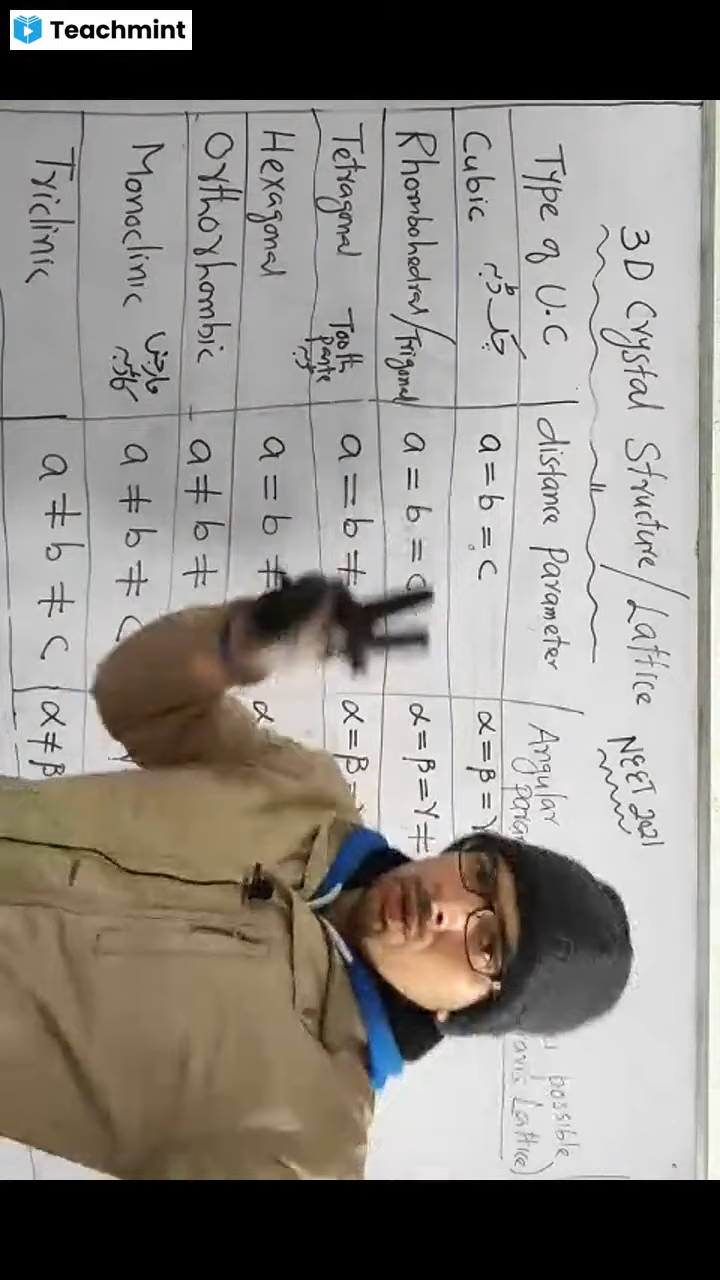 Teachmint
3D Crystal Structure/Lattice NEET 2021
Type of U.C distance Parameter Angular
possible
Lattice)
Cubic a = b = c α = β = γ
Rhombohedral/Trigonal a = b = c α = β = γ ≠
Tetragonal Tooth a = b ≠ α = β =
Hexagonal a = b ≠ α
Orthorhombic a ≠ b ≠
Monoclinic a ≠ b ≠ c
Triclinic a ≠ b ≠ c α ≠ β